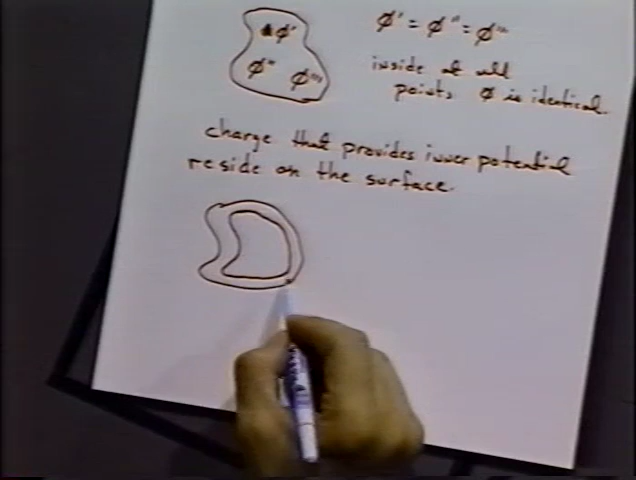 φ' φ' = φ" = φ'''
φ" φ''' inside at all
points φ is identical.
charge that provides inner potential
reside on the surface.